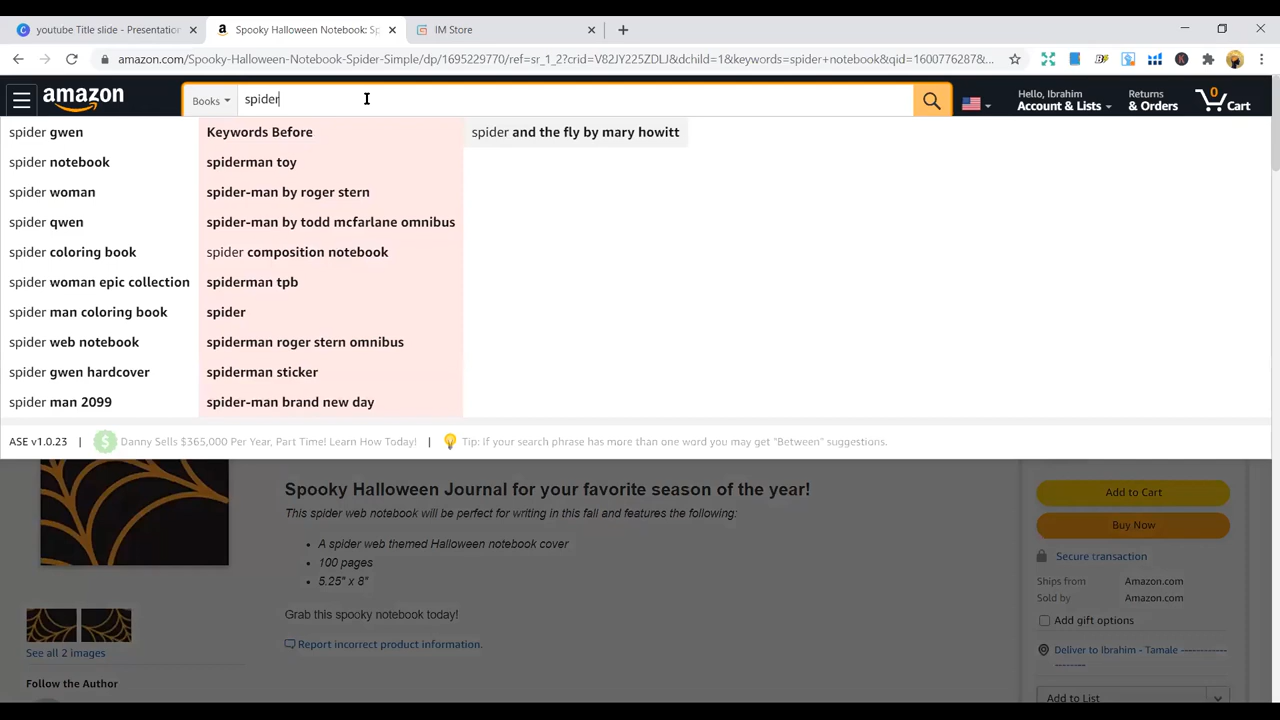 youtube Title slide - Presentation
Spooky Halloween Notebook: Sp
IM Store
amazon.com/Spooky-Halloween-Notebook-Spider-Simple/dp/1695220770/ref=sr_1_2?crid=V82JY225ZDLJ&dchild=1&keywords=spider+notebook&qid=1600776287&...
amazon
Books
spider
Hello, Ibrahim
Account & Lists
Returns
& Orders
0
Cart
spider gwen
spider notebook
spider woman
spider qwen
spider coloring book
spider woman epic collection
spider man coloring book
spider web notebook
spider gwen hardcover
spider man 2099
Keywords Before
spiderman toy
spider-man by roger stern
spider-man by todd mcfarlane omnibus
spider composition notebook
spiderman tpb
spider
spiderman roger stern omnibus
spiderman sticker
spider-man brand new day
spider and the fly by mary howitt
ASE v1.0.23 | Danny Sells $365,000 Per Year, Part Time! Learn How Today! | Tip: If your search phrase has more than one word you may get "Between" suggestions.
Spooky Halloween Journal for your favorite season of the year!
This spider web notebook will be perfect for writing in this fall and features the following:
• A spider web themed Halloween notebook cover
• 100 pages
• 5.25" x 8"
Grab this spooky notebook today!
Report incorrect product information.
See all 2 images
Follow the Author
Add to Cart
Buy Now
Secure transaction
Ships from Amazon.com
Sold by Amazon.com
Add gift options
Deliver to Ibrahim - Tamale ----------
--------
Add to List